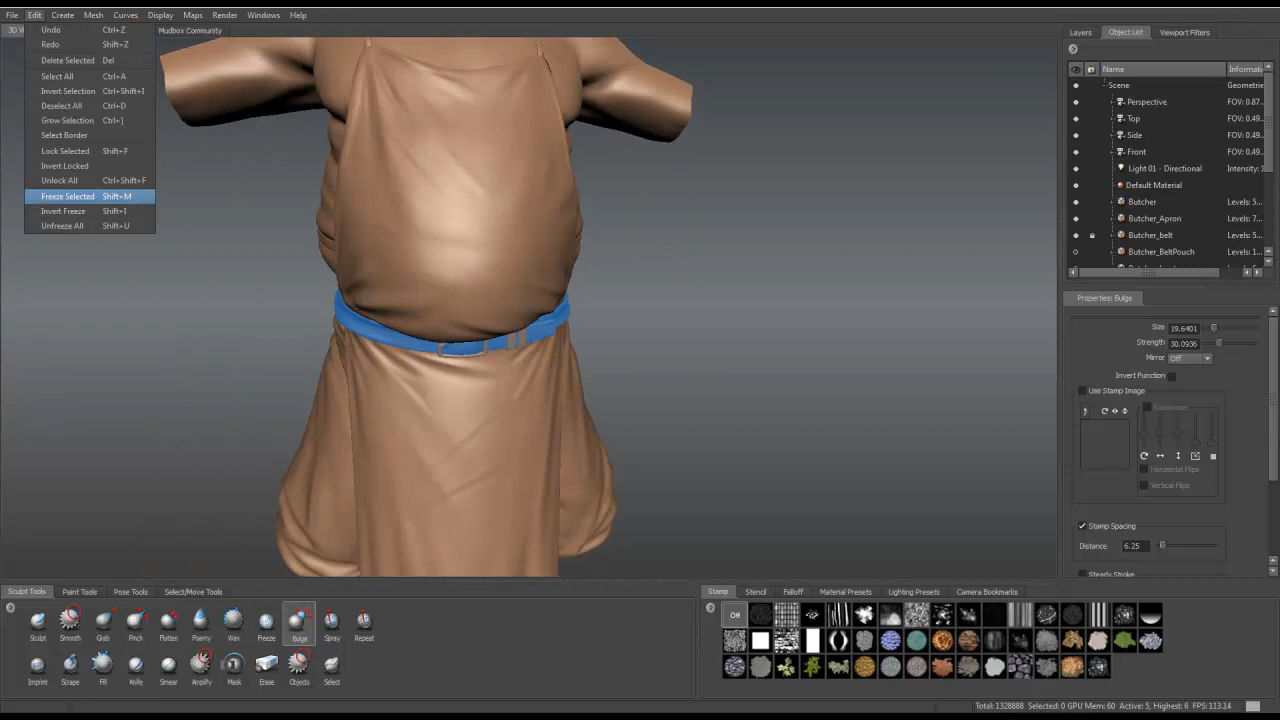 File Edit Create Mesh Curves Display Maps Render Windows Help
3D V Mudbox Community
Undo Ctrl+Z
Redo Shift+Z
Delete Selected Del
Select All Ctrl+A
Invert Selection Ctrl+Shift+I
Deselect All Ctrl+D
Grow Selection Ctrl+]
Select Border
Lock Selected Shift+F
Invert Locked
Unlock All Ctrl+Shift+F
Freeze Selected Shift+M
Invert Freeze Shift+I
Unfreeze All Shift+U
Layers Object List Viewport Filters
Name Informati
Scene Geometrie
Perspective FOV: 0.87...
Top FOV: 0.49...
Side FOV: 0.49...
Front FOV: 0.49...
Light 01 - Directional Intensity: 1
Default Material
Butcher Levels: 5...
Butcher_Apron Levels: 7...
Butcher_belt Levels: 5...
Butcher_BeltPouch Levels: 1...
Properties: Bulge
Size 19.6401
Strength 30.0936
Mirror Off
Invert Function
Use Stamp Image
Randomize
Horizontal Flips
Vertical Flips
Stamp Spacing
Distance 6.25
Steady Stroke
Sculpt Tools Paint Tools Pose Tools Select/Move Tools
Sculpt Smooth Grab Pinch Flatten Foamy Wax Freeze Bulge Spray Repeat
Imprint Scrape Fill Knife Smear Amplify Mask Erase Objects Select
Stamp Stencil Falloff Material Presets Lighting Presets Camera Bookmarks
Off
Total: 1328888 Selected: 0 GPU Mem: 60 Active: 5, Highest: 6 FPS: 113.14